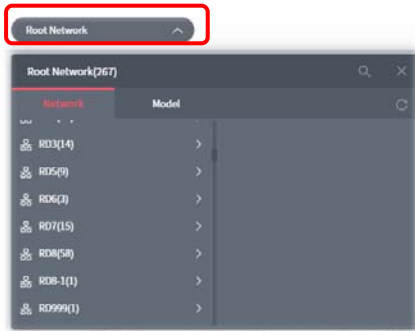 Root Network
Root Network(267)
Network
Model
RD3(14)
RD5(9)
RD6(3)
RD7(15)
RD8(58)
RD8-1(1)
RD999(1)